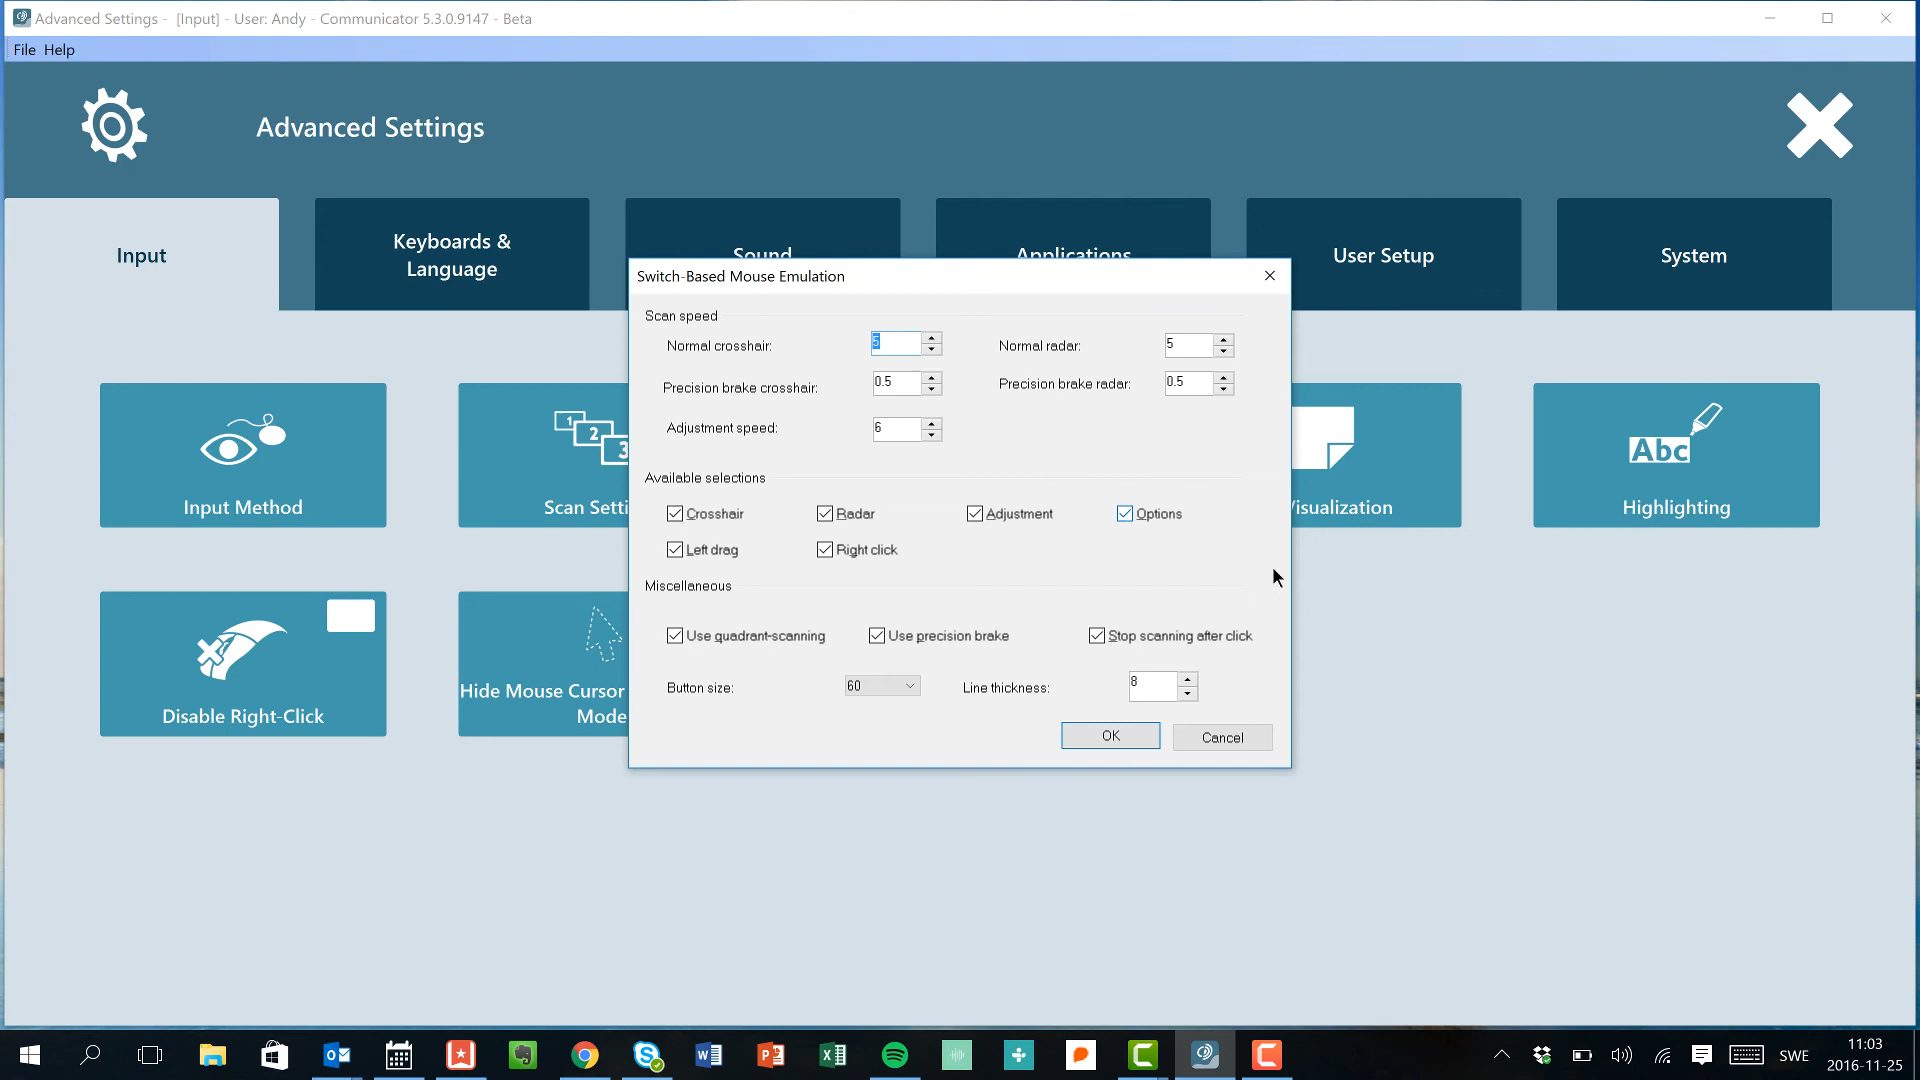 Advanced Settings - [Input] - User: Andy - Communicator 5.3.0.9147 - Beta
File Help
Advanced Settings
Input
Keyboards &
Language
Sound
Applications
User Setup
System
Switch-Based Mouse Emulation
Scan speed
Normal crosshair: 5
Normal radar: 5
Precision brake crosshair: 0.5
Precision brake radar: 0.5
Adjustment speed: 6
Available selections
Crosshair
Radar
Adjustment
Options
Left drag
Right click
Miscellaneous
Use quadrant-scanning
Use precision brake
Stop scanning after click
Button size: 60
Line thickness: 8
OK
Cancel
Input Method
1
2
3
Scan Setti
isualization
Abc
Highlighting
Disable Right-Click
Hide Mouse Cursor
Mode
SWE
11:03
2016-11-25